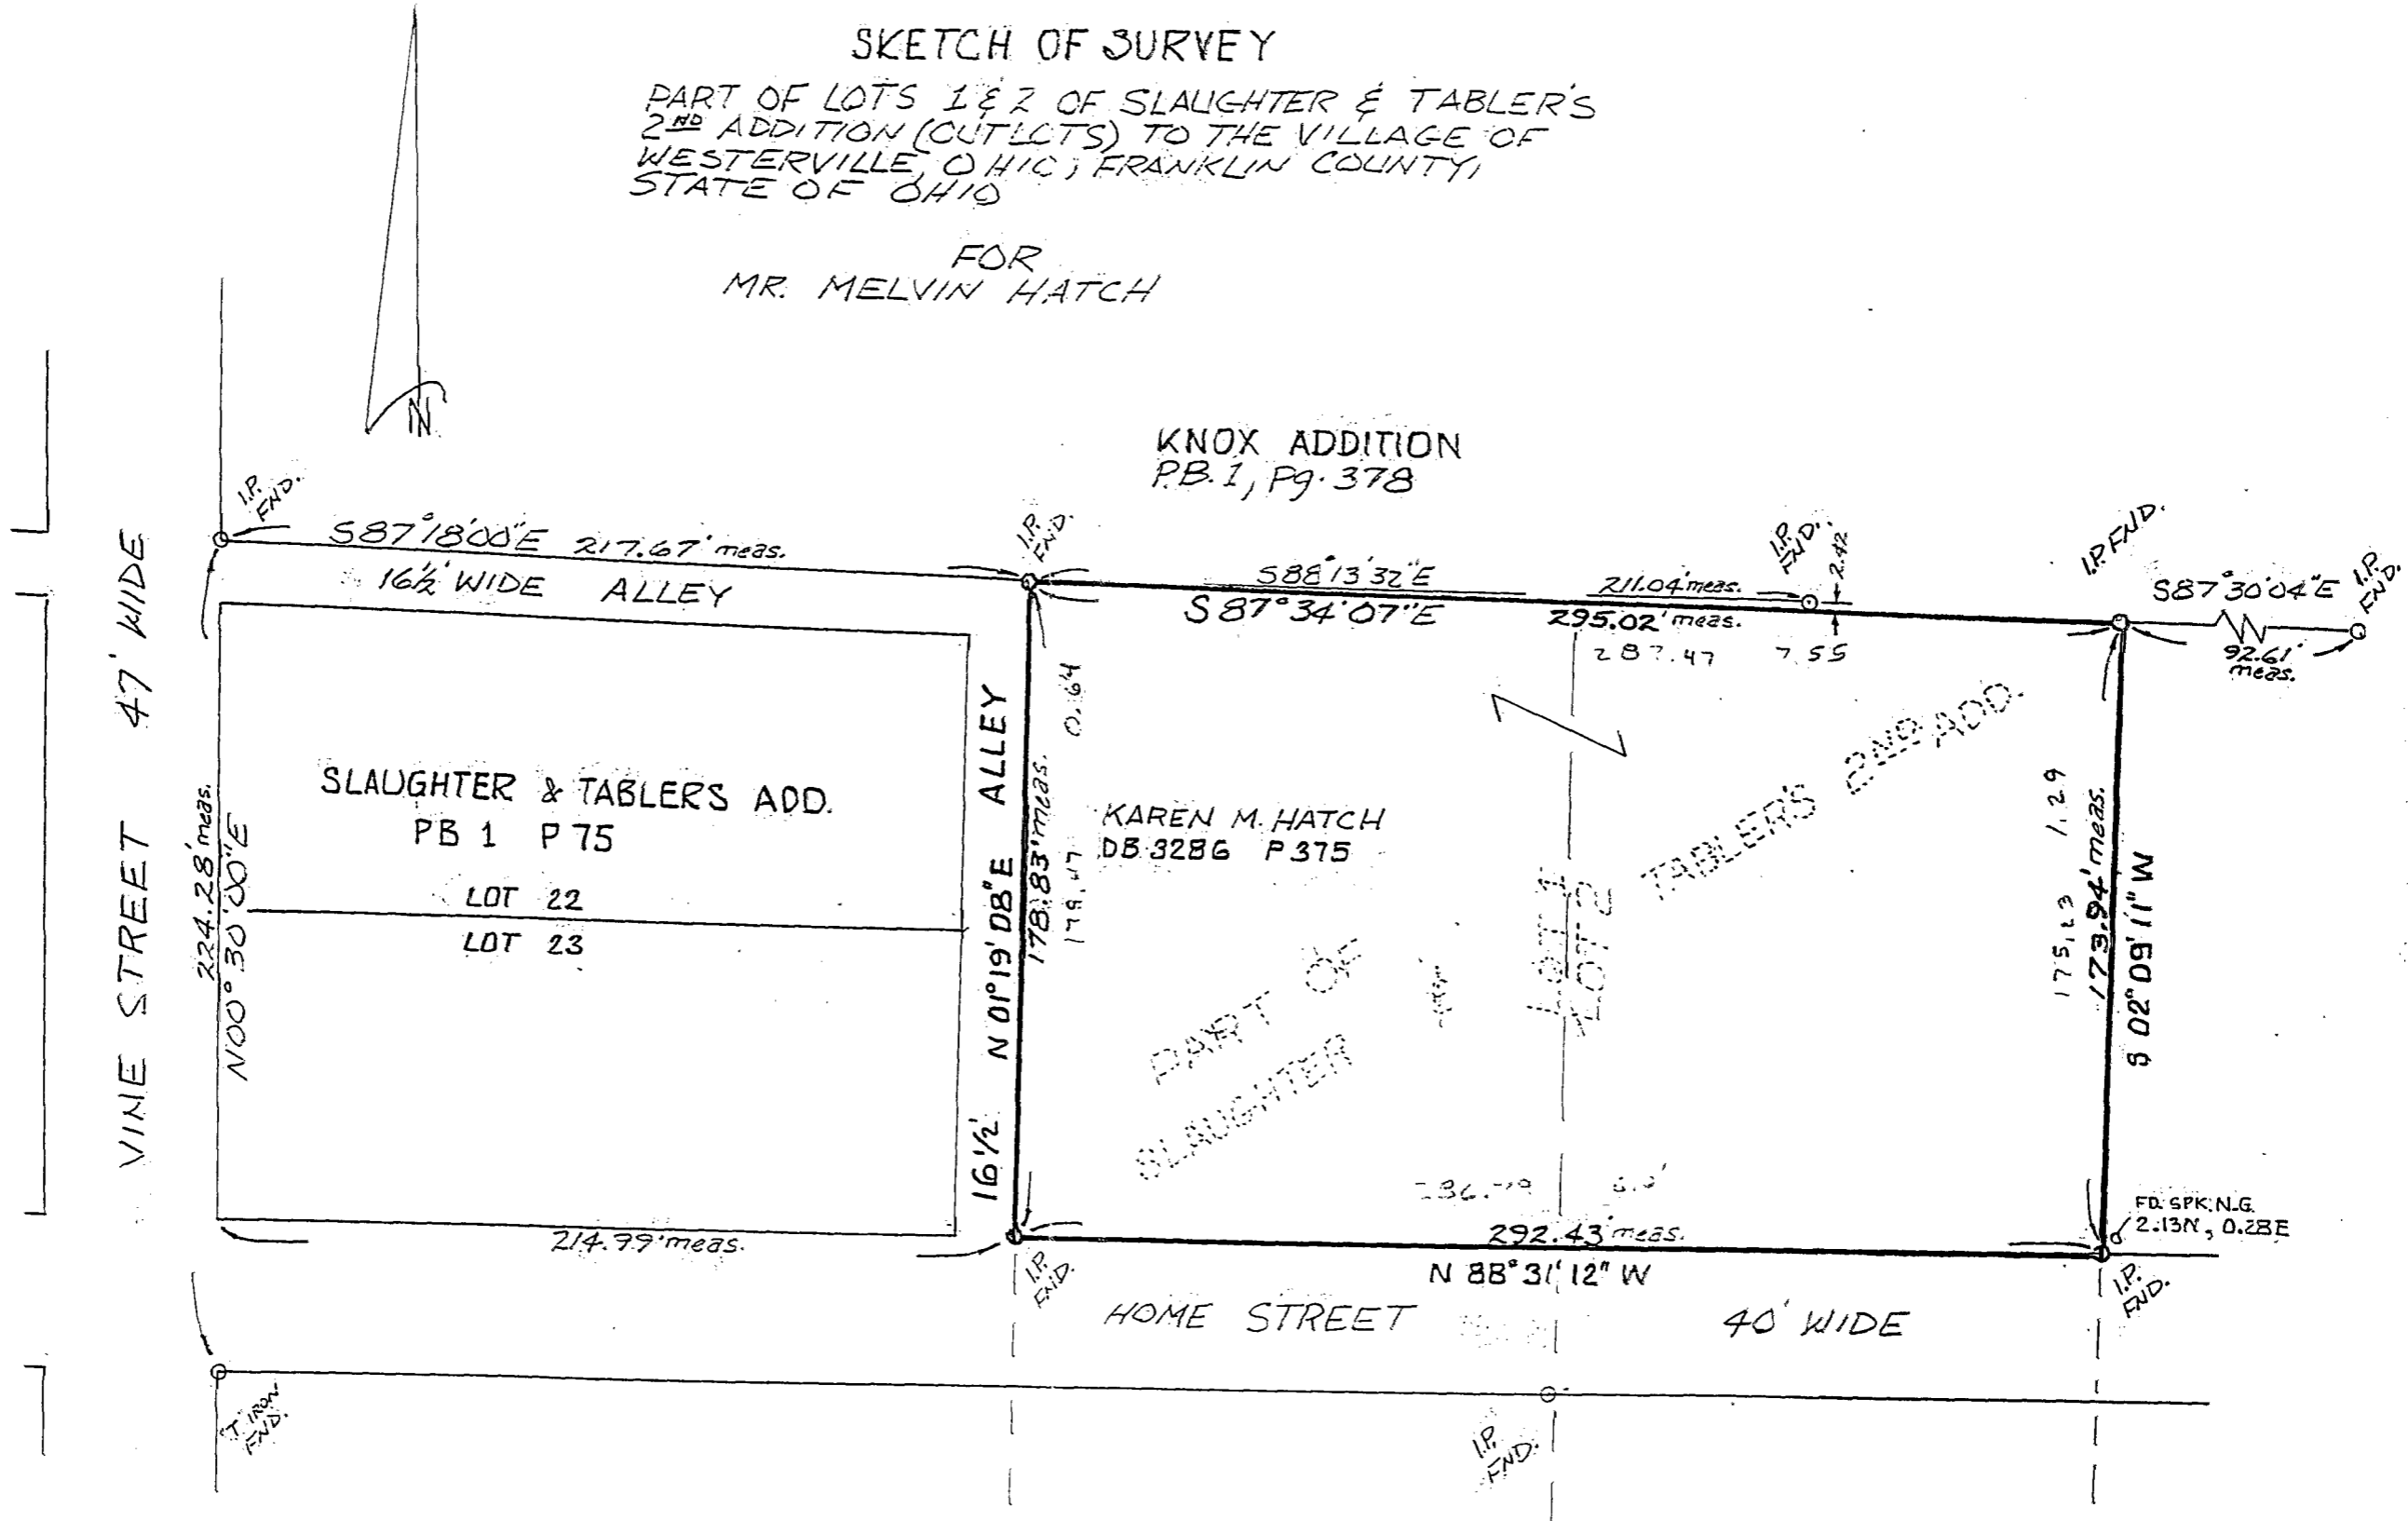 SKETCH OF SURVEY
PART OF LOTS 1 & 2 OF SLAUGHTER & TABLER'S
2ND ADDITION (OUTLOTS) TO THE VILLAGE OF
WESTERVILLE, OHIO, FRANKLIN COUNTY,
STATE OF OHIO
FOR
MR. MELVIN HATCH
N
KNOX ADDITION
P.B. 1, Pg. 378
I.P. FND.
S87°18'00"E 217.67' meas.
16½' WIDE ALLEY
I.P. FND.
S88°13'32"E 211.04' meas.
I.P. FND.
2.42
S 87°34'07"E 295.02' meas.
287.47 7.55
I.P. FND.
S87°30'04"E
I.P. FND.
92.61' meas.
VINE STREET 47' WIDE
224.28' meas.
N00°30'00"E
SLAUGHTER & TABLERS ADD.
PB 1 P 75
LOT 22
LOT 23
16½' ALLEY
N 01°19'08"E
178.83' meas.
179.47 0.64
KAREN M. HATCH
DB 3286 P 375
PART OF
SLAUGHTER
TABLER'S 2ND ADD.
LOT 1
LOT 2
175.23 1.29
173.94' meas.
S 02°09'11" W
FD. SPK. N.G.
2.13N, 0.28E
214.99' meas.
292.43' meas.
N 88°31'12" W
I.P. FND.
I.P. FND.
HOME STREET 40' WIDE
"T" IRON FND.
I.P. FND.